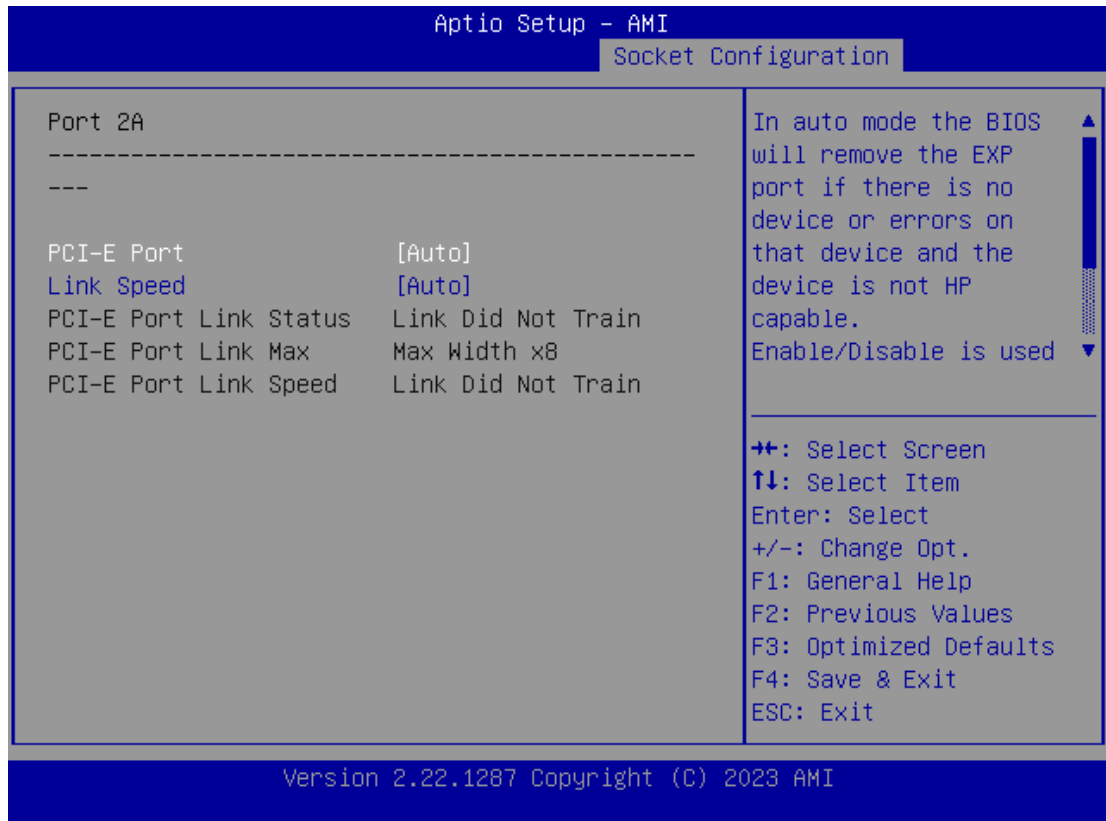 Aptio Setup – AMI
Socket Configuration
Port 2A
-----------------------------------------------
---
PCI-E Port [Auto]
Link Speed [Auto]
PCI-E Port Link Status Link Did Not Train
PCI-E Port Link Max Max Width x8
PCI-E Port Link Speed Link Did Not Train
In auto mode the BIOS
will remove the EXP
port if there is no
device or errors on
that device and the
device is not HP
capable.
Enable/Disable is used
→←: Select Screen
↑↓: Select Item
Enter: Select
+/-: Change Opt.
F1: General Help
F2: Previous Values
F3: Optimized Defaults
F4: Save & Exit
ESC: Exit
Version 2.22.1287 Copyright (C) 2023 AMI